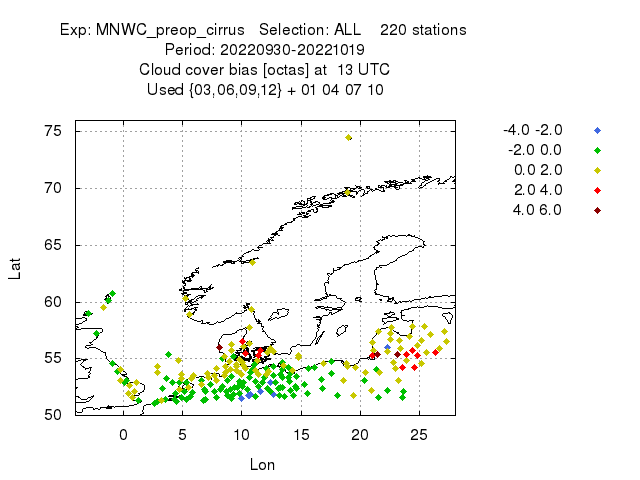 Exp: MNWC_preop_cirrus   Selection: ALL    220 stations
Period: 20220930-20221019
Cloud cover bias [octas] at  13 UTC
Used {03,06,09,12} + 01 04 07 10
-4.0 -2.0
-2.0 0.0
0.0 2.0
2.0 4.0
4.0 6.0
75
70
65
60
55
50
Lat
0 5 10 15 20 25
Lon